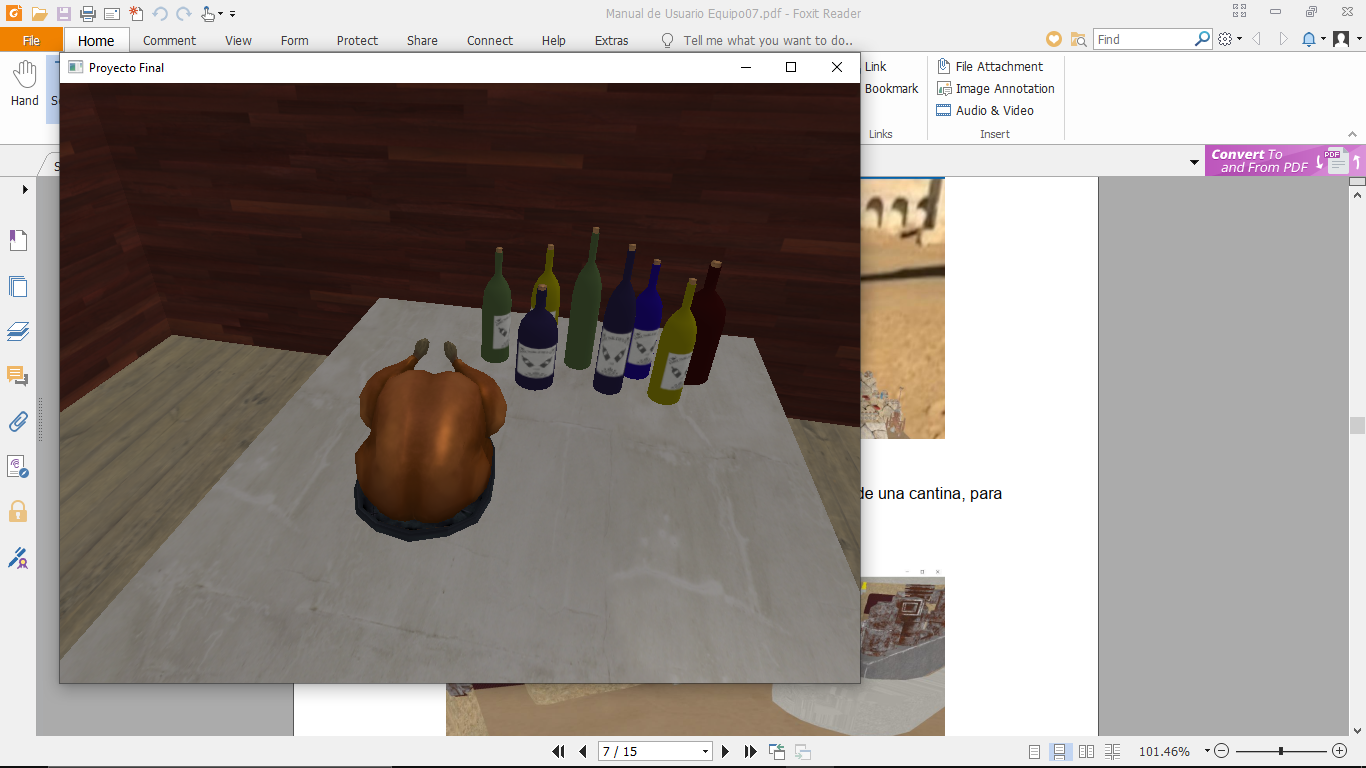 Manual de Usuario Equipo07.pdf - Foxit Reader
File Home Comment View Form Protect Share Connect Help Extras Tell me what you want to do.. Find
Proyecto Final
Hand
Link
Bookmark
Links
File Attachment
Image Annotation
Audio & Video
Insert
Convert To
and From PDF
PDF
de una cantina, para
7 / 15
101.46%